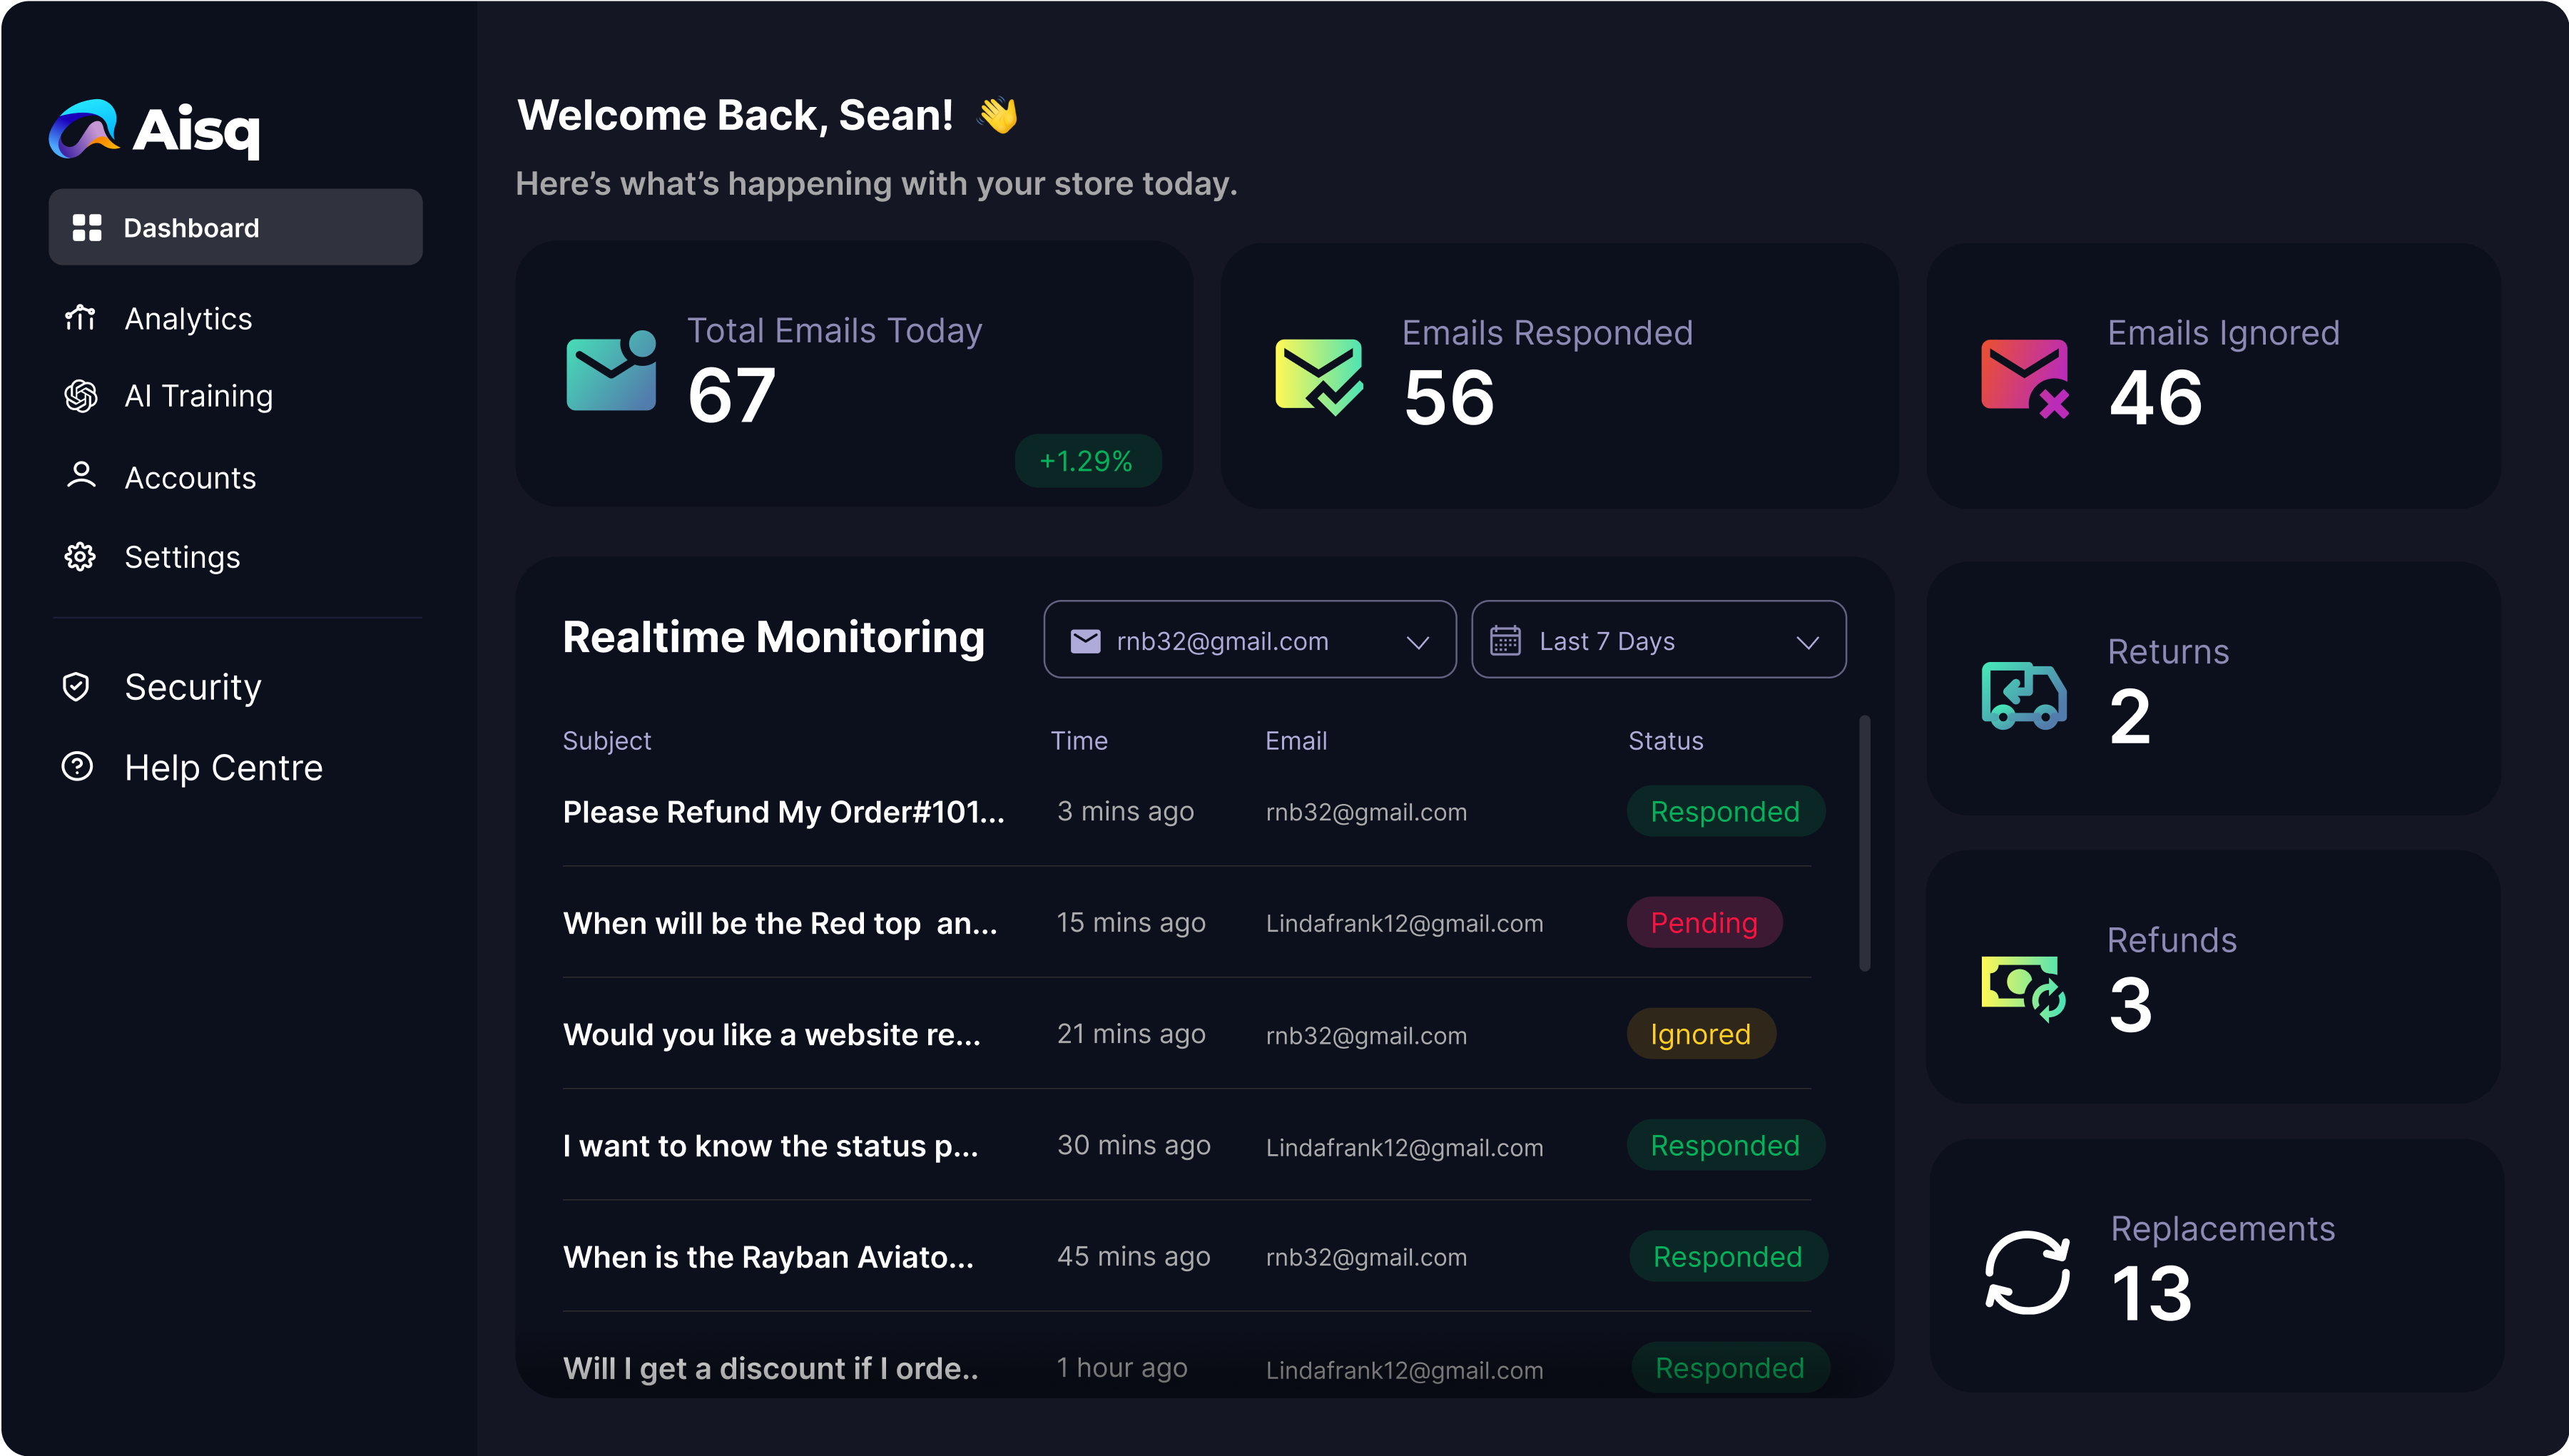 Aisq
Dashboard
Analytics
AI Training
Accounts
Settings
Security
Help Centre
Welcome Back, Sean! 👋
Here’s what’s happening with your store today.
Total Emails Today
67
+1.29%
Emails Responded
56
Emails Ignored
46
Realtime Monitoring
rnb32@gmail.com
Last 7 Days
Subject Time Email Status
Please Refund My Order#101... 3 mins ago rnb32@gmail.com Responded
When will be the Red top  an... 15 mins ago Lindafrank12@gmail.com Pending
Would you like a website re... 21 mins ago rnb32@gmail.com Ignored
I want to know the status p... 30 mins ago Lindafrank12@gmail.com Responded
When is the Rayban Aviato... 45 mins ago rnb32@gmail.com Responded
Will I get a discount if I orde.. 1 hour ago Lindafrank12@gmail.com Responded
Returns
2
Refunds
3
Replacements
13